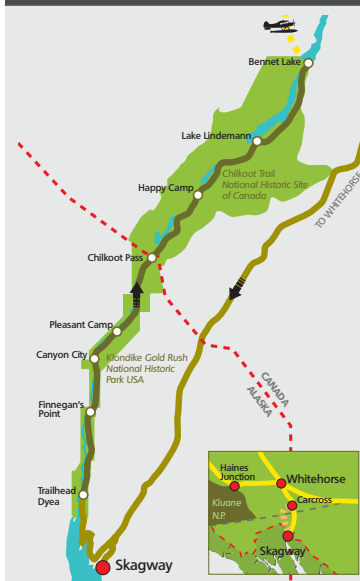 Bennet Lake
Lake Lindemann
Chilkoot Trail
National Historic Site
of Canada
Happy Camp
TO WHITEHORSE
Chilkoot Pass
Pleasant Camp
Canyon City
Klondike Gold Rush
National Historic
Park USA
CANADA
ALASKA
Finnegan's
Point
Trailhead
Dyea
Skagway
Haines
Junction
Whitehorse
Kluane
N.P.
Carcross
Skagway